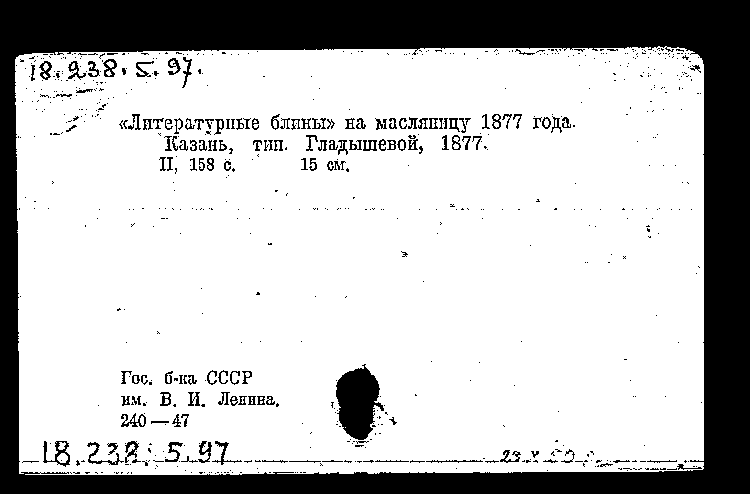 18.238.5.97.
«Литературные блины» на масляницу 1877 года.
Казань, тип. Гладышевой, 1877.
II, 158 с. 15 см.
Гос. б-ка СССР
им. В. И. Ленина.
240—47
18.238.5.97